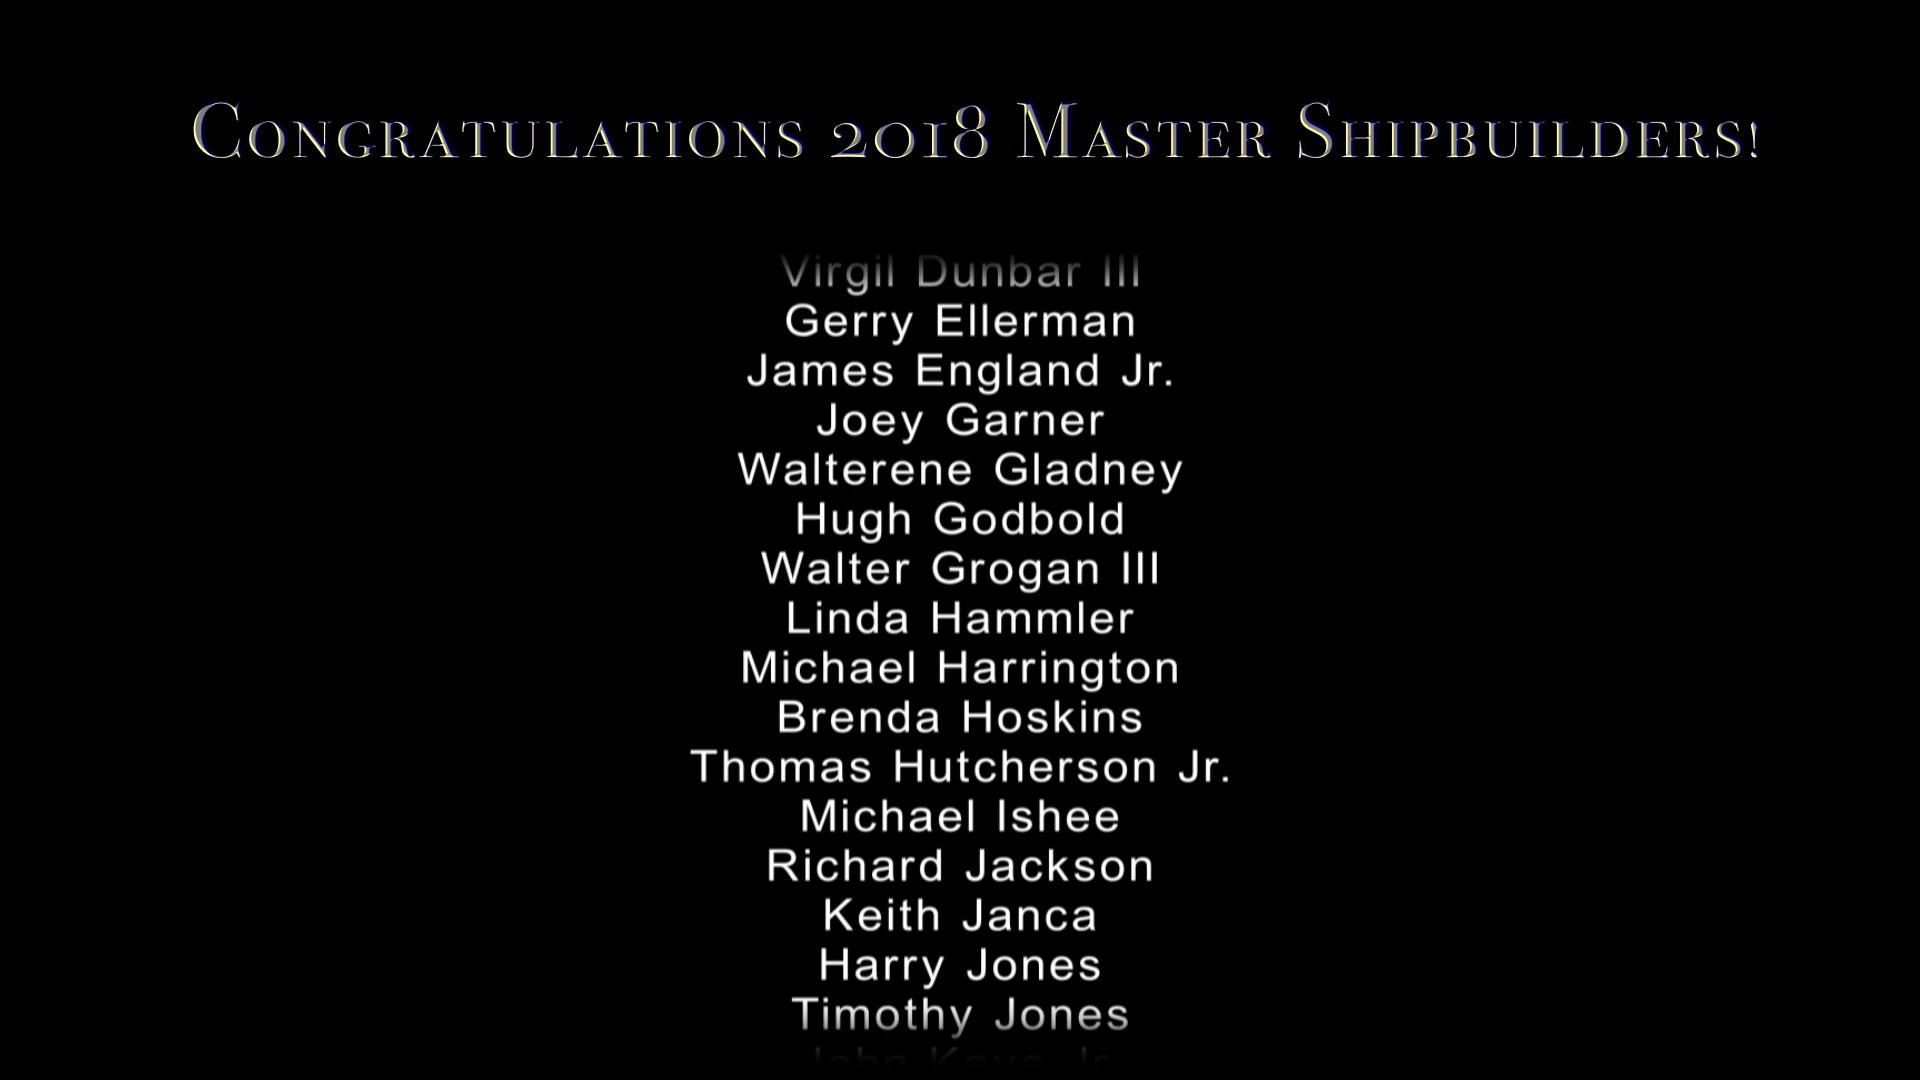 Congratulations 2018 Master Shipbuilders!
Virgil Dunbar III
Gerry Ellerman
James England Jr.
Joey Garner
Walterene Gladney
Hugh Godbold
Walter Grogan III
Linda Hammler
Michael Harrington
Brenda Hoskins
Thomas Hutcherson Jr.
Michael Ishee
Richard Jackson
Keith Janca
Harry Jones
Timothy Jones
John Jr.